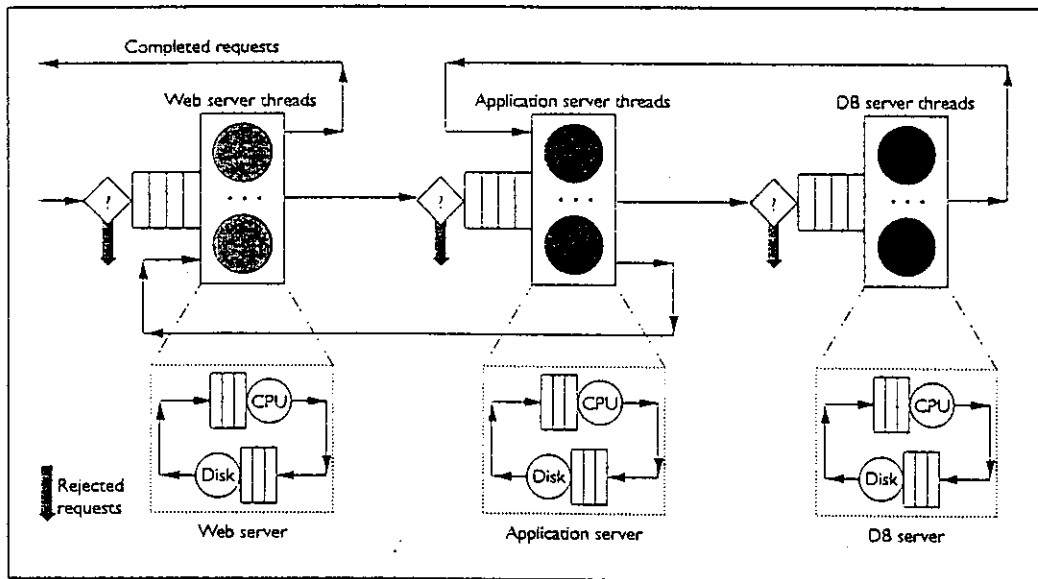 Completed requests
Web server threads
Application server threads
DB server threads
?
?
?
. . .
. . .
. . .
CPU
CPU
CPU
Disk
Disk
Disk
Rejected
requests
Web server
Application server
DB server